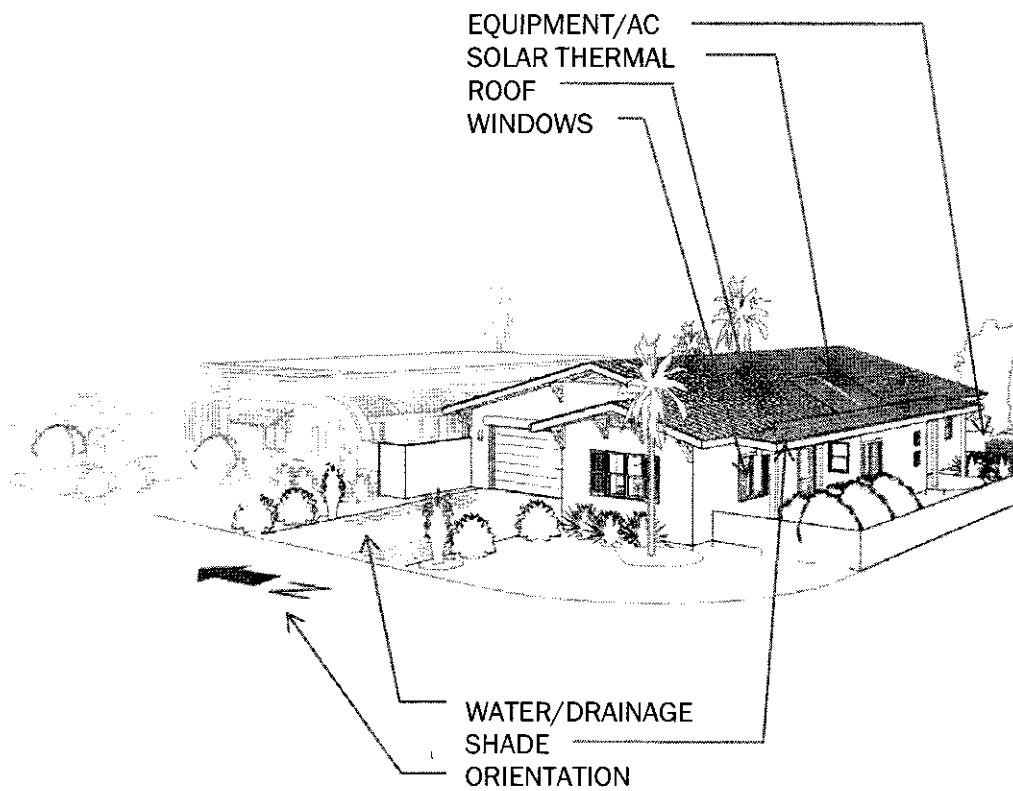 EQUIPMENT/AC
SOLAR THERMAL
ROOF
WINDOWS
WATER/DRAINAGE
SHADE
ORIENTATION